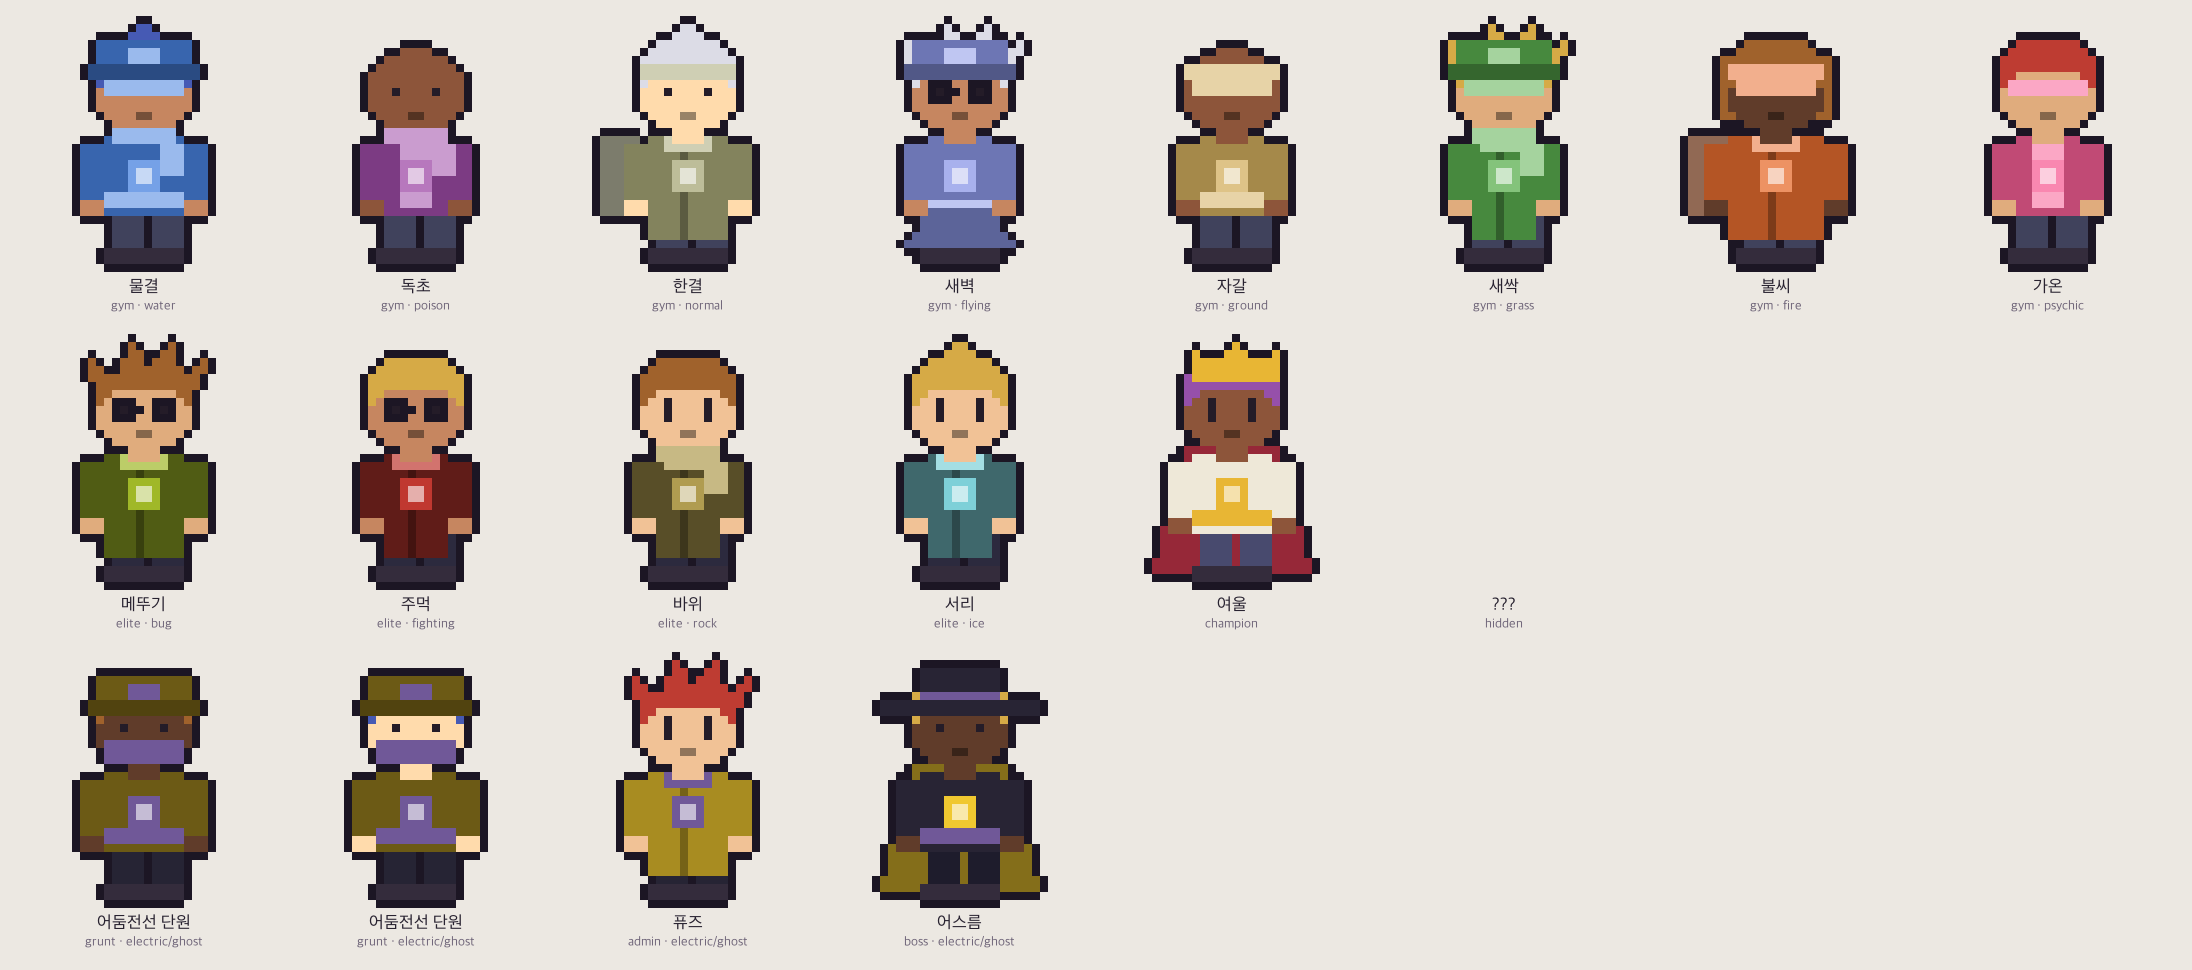 물결 독초 한결 새벽 자갈 새싹 불씨 가온
gym · water gym · poison gym · normal gym · flying gym · ground gym · grass gym · fire gym · psychic
메뚜기 주먹 바위 서리 여울 ???
elite · bug elite · fighting elite · rock elite · ice champion hidden
어둠전선 단원 어둠전선 단원 퓨즈 어스름
grunt · electric/ghost grunt · electric/ghost admin · electric/ghost boss · electric/ghost